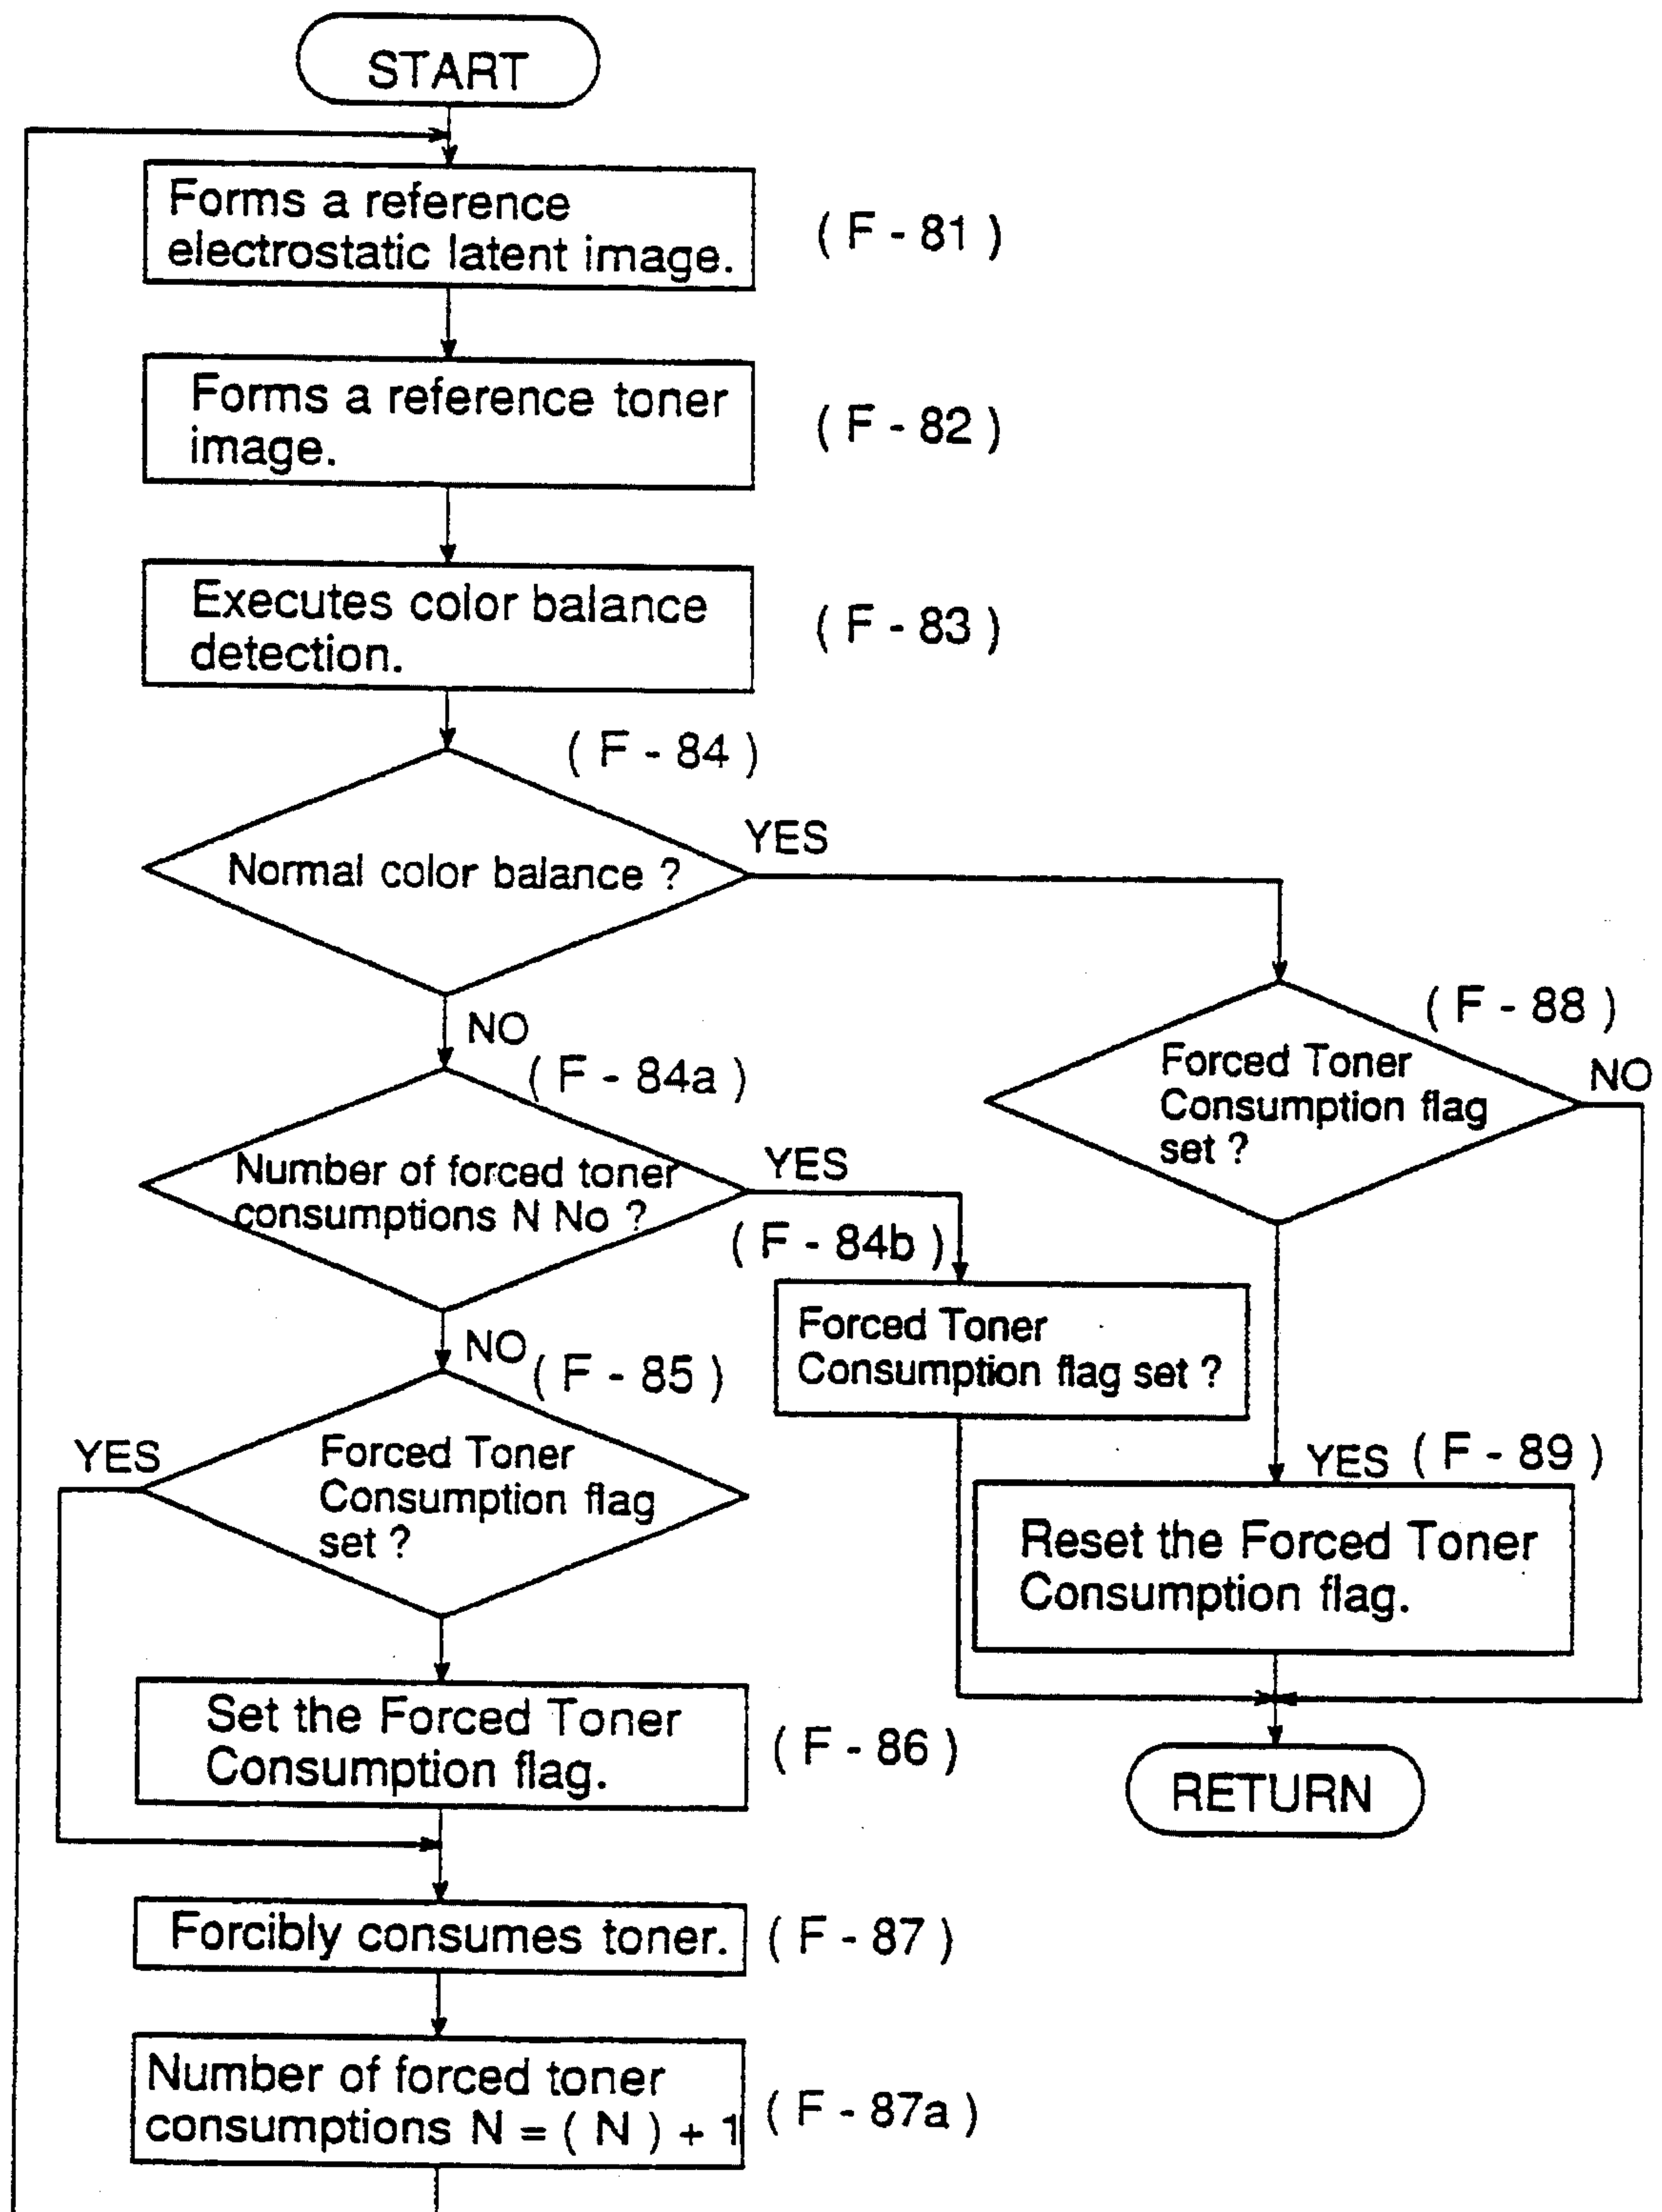 START
Forms a reference
electrostatic latent image.
( F - 81 )
Forms a reference toner
image.
( F - 82 )
Executes color balance
detection.
( F - 83 )
( F - 84 )
Normal color balance ?
YES
NO
( F - 84a )
Number of forced toner
consumptions N No ?
YES
( F - 84b )
Forced Toner
Consumption flag set ?
( F - 88 )
Forced Toner
Consumption flag
set ?
NO
NO
( F - 85 )
YES
Forced Toner
Consumption flag
set ?
YES
( F - 89 )
Reset the Forced Toner
Consumption flag.
Set the Forced Toner
Consumption flag.
( F - 86 )
RETURN
Forcibly consumes toner.
( F - 87 )
Number of forced toner
consumptions N = ( N ) + 1
( F - 87a )